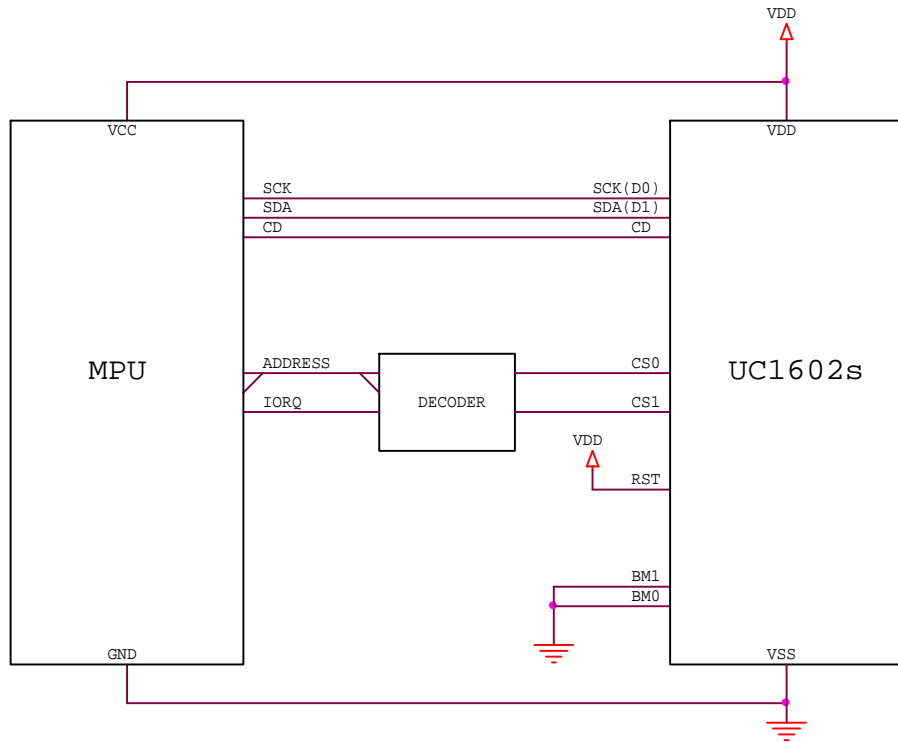 VDD
VCC VDD
SCK SCK(D0)
SDA SDA(D1)
CD CD
MPU ADDRESS CS0 UC1602s
IORQ DECODER CS1
VDD
RST
BM1
BM0
GND VSS